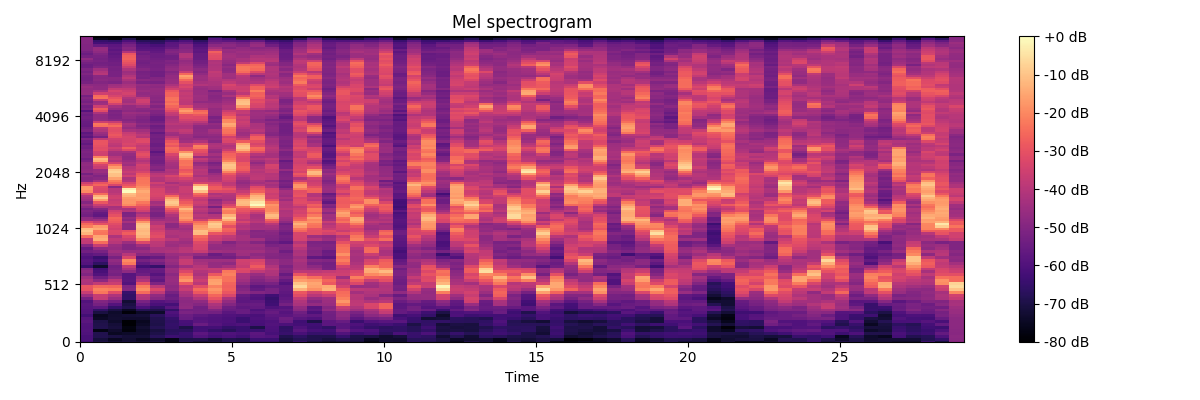 Mel spectrogram
8192
4096
2048
1024
512
0
Hz
0 5 10 15 20 25
Time
+0 dB
-10 dB
-20 dB
-30 dB
-40 dB
-50 dB
-60 dB
-70 dB
-80 dB